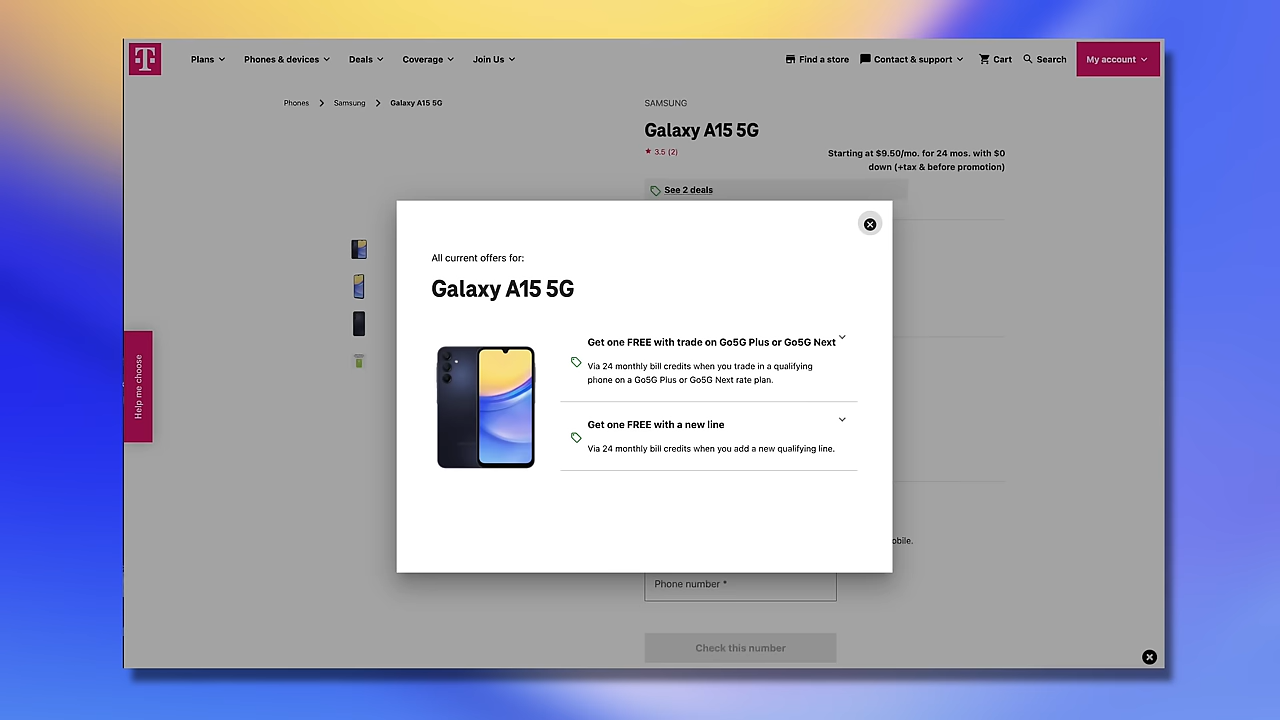 T
Plans
Phones & devices
Deals
Coverage
Join Us
Find a store
Contact & support
Cart
Search
My account
Phones
Samsung
Galaxy A15 5G
SAMSUNG
Galaxy A15 5G
3.5 (2)
Starting at $9.50/mo. for 24 mos. with $0
down (+tax & before promotion)
See 2 deals
All current offers for:
Galaxy A15 5G
Get one FREE with trade on Go5G Plus or Go5G Next
Via 24 monthly bill credits when you trade in a qualifying
phone on a Go5G Plus or Go5G Next rate plan.
Get one FREE with a new line
Via 24 monthly bill credits when you add a new qualifying line.
Help me choose
obile.
Phone number *
Check this number